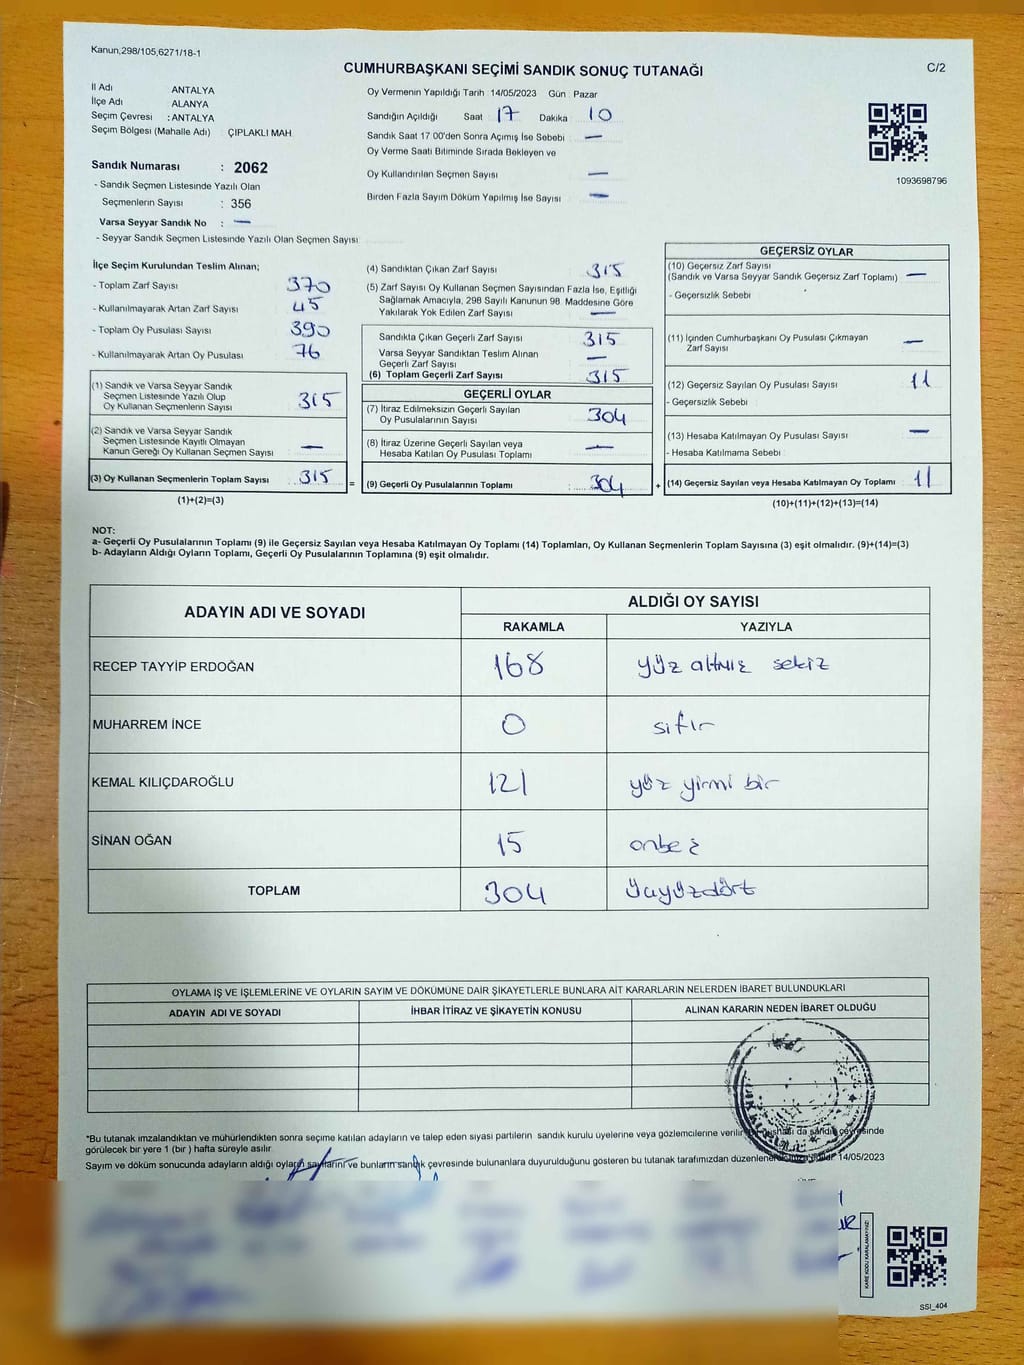 Kanun,298/105,6271/18-1
CUMHURBAŞKANI SEÇİMİ SANDIK SONUÇ TUTANAĞI
C/2
İl Adı ANTALYA
İlçe Adı ALANYA
Seçim Çevresi : ANTALYA
Seçim Bölgesi (Mahalle Adı) ÇIPLAKLI MAH
Sandık Numarası : 2062
- Sandık Seçmen Listesinde Yazılı Olan
Seçmenlerin Sayısı : 356
Varsa Seyyar Sandık No : —
- Seyyar Sandık Seçmen Listesinde Yazılı Olan Seçmen Sayısı
Oy Vermenin Yapıldığı Tarih : 14/05/2023 Gün : Pazar
Sandığın Açıldığı Saat 17 Dakika 10
Sandık Saat 17 00'den Sonra Açımış İse Sebebi —
Oy Verme Saati Bitiminde Sırada Bekleyen ve
Oy Kullandırılan Seçmen Sayısı —
Birden Fazla Sayım Döküm Yapılmış İse Sayısı —
1093698796
İlçe Seçim Kurulundan Teslim Alınan;
- Toplam Zarf Sayısı 370
- Kullanılmayarak Artan Zarf Sayısı 45
- Toplam Oy Pusulası Sayısı 390
- Kullanılmayarak Artan Oy Pusulası 76
(1) Sandık ve Varsa Seyyar Sandık
Seçmen Listesinde Yazılı Olup
Oy Kullanan Seçmenlerin Sayısı 315
(2) Sandık ve Varsa Seyyar Sandık
Seçmen Listesinde Kayıtlı Olmayan
Kanun Gereği Oy Kullanan Seçmen Sayısı —
(3) Oy Kullanan Seçmenlerin Toplam Sayısı 315 =
(1)+(2)=(3)
(4) Sandıktan Çıkan Zarf Sayısı 315
(5) Zarf Sayısı Oy Kullanan Seçmen Sayısından Fazla İse, Eşitliği
Sağlamak Amacıyla, 298 Sayılı Kanunun 98. Maddesine Göre
Yakılarak Yok Edilen Zarf Sayısı —
Sandıkta Çıkan Geçerli Zarf Sayısı 315
Varsa Seyyar Sandıktan Teslim Alınan
Geçerli Zarf Sayısı —
(6) Toplam Geçerli Zarf Sayısı 315
GEÇERLİ OYLAR
(7) İtiraz Edilmeksizin Geçerli Sayılan
Oy Pusulalarının Sayısı 304
(8) İtiraz Üzerine Geçerli Sayılan veya
Hesaba Katılan Oy Pusulası Toplamı —
(9) Geçerli Oy Pusulalarının Toplamı 304 +
GEÇERSİZ OYLAR
(10) Geçersiz Zarf Sayısı
(Sandık ve Varsa Seyyar Sandık Geçersiz Zarf Toplamı) —
- Geçersizlik Sebebi
(11) İçinden Cumhurbaşkanı Oy Pusulası Çıkmayan
Zarf Sayısı —
(12) Geçersiz Sayılan Oy Pusulası Sayısı 11
- Geçersizlik Sebebi
(13) Hesaba Katılmayan Oy Pusulası Sayısı —
- Hesaba Katılmama Sebebi
(14) Geçersiz Sayılan veya Hesaba Katılmayan Oy Toplamı 11
(10)+(11)+(12)+(13)=(14)
NOT:
a- Geçerli Oy Pusulalarının Toplamı (9) ile Geçersiz Sayılan veya Hesaba Katılmayan Oy Toplamı (14) Toplamları, Oy Kullanan Seçmenlerin Toplam Sayısına (3) eşit olmalıdır. (9)+(14)=(3)
b- Adayların Aldığı Oyların Toplamı, Geçerli Oy Pusulalarının Toplamına (9) eşit olmalıdır.
ADAYIN ADI VE SOYADI ALDIĞI OY SAYISI
RAKAMLA YAZIYLA
RECEP TAYYİP ERDOĞAN 168 yüz altmış sekiz
MUHARREM İNCE 0 sıfır
KEMAL KILIÇDAROĞLU 121 yüz yirmi bir
SİNAN OĞAN 15 onbeş
TOPLAM 304 üçyüzdört
OYLAMA İŞ VE İŞLEMLERİNE VE OYLARIN SAYIM VE DÖKÜMÜNE DAİR ŞİKAYETLERLE BUNLARA AİT KARARLARIN NELERDEN İBARET BULUNDUKLARI
ADAYIN ADI VE SOYADI İHBAR İTİRAZ VE ŞİKAYETİN KONUSU ALINAN KARARIN NEDEN İBARET OLDUĞU
*Bu tutanak imzalandıktan ve mühürlendikten sonra seçime katılan adayların ve talep eden siyasi partilerin sandık kurulu üyelerine veya gözlemcilerine da sandık çevresinde
görülecek bir yere 1 (bir ) hafta süreyle asılır
Sayım ve döküm sonucunda adayların aldığı oyların sayılarını ve bunların sandık çevresinde bulunanlara duyurulduğunu gösteren bu tutanak tarafımızdan 14/05/2023
KARE KODU KARALAMAYINIZ!
SSI_404